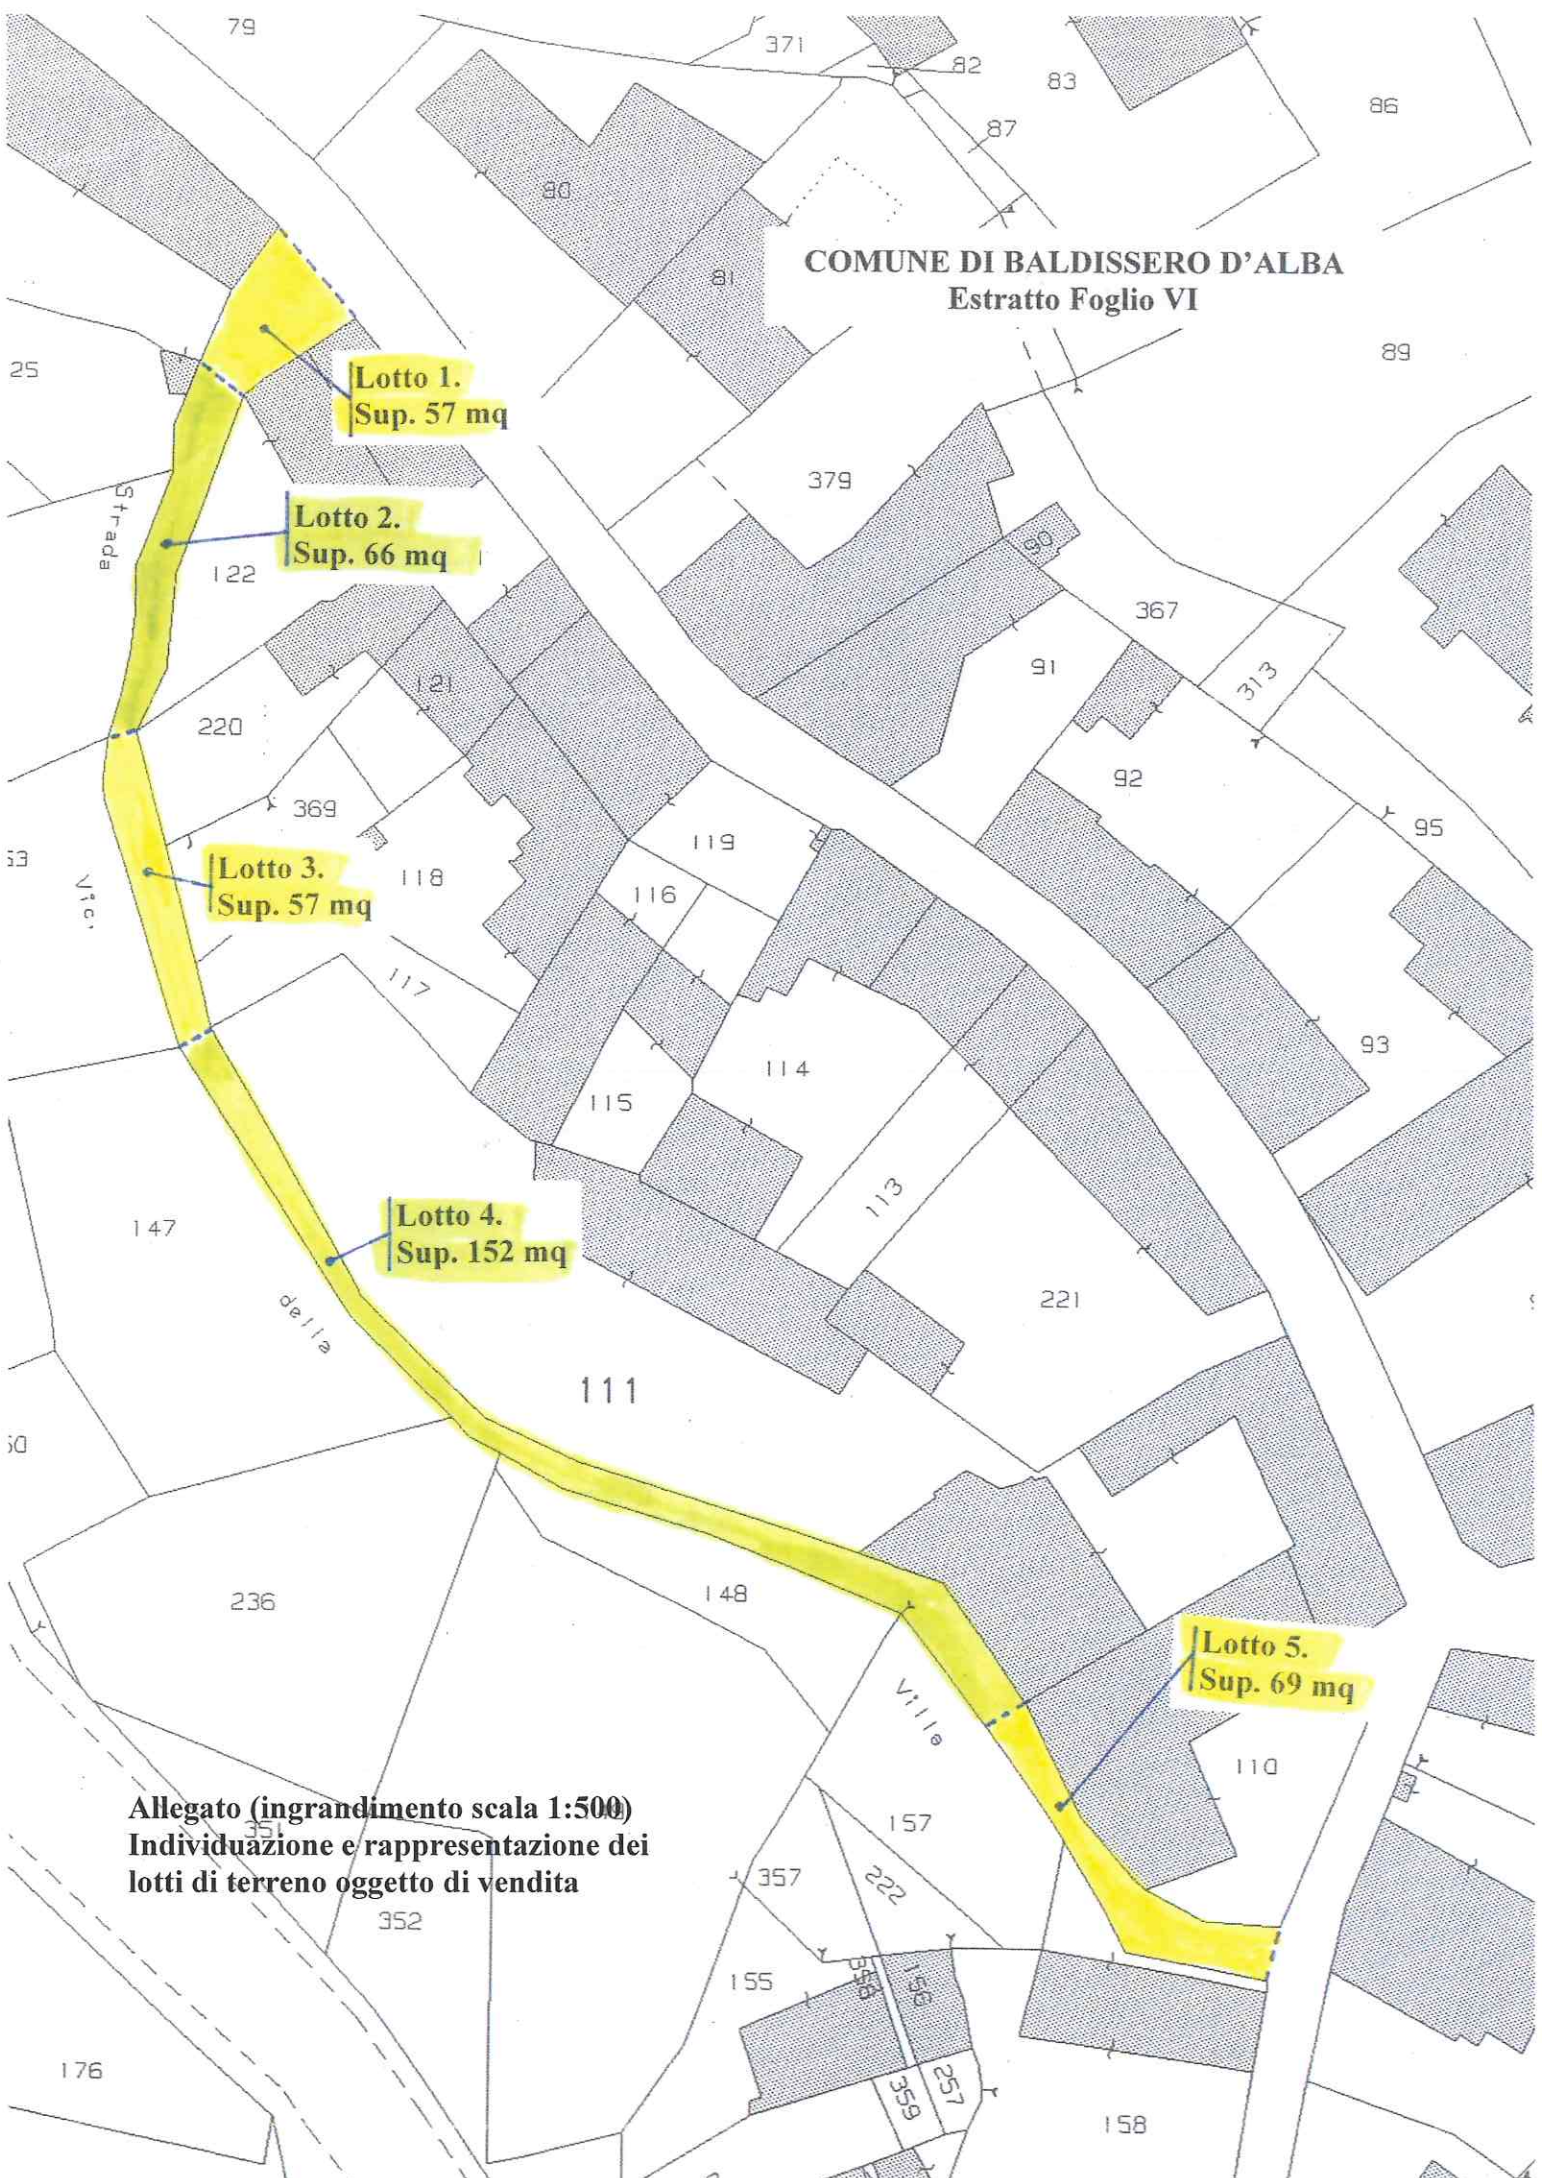 79
371
82
83
86
87
80
81
COMUNE DI BALDISSERO D'ALBA
Estratto Foglio VI
89
25
Lotto 1.
Sup. 57 mq
379
Strada
Lotto 2.
Sup. 66 mq
90
122
367
91
313
121
220
92
369
95
119
53
118
116
Lotto 3.
Sup. 57 mq
Vic.
117
93
114
115
113
147
Lotto 4.
Sup. 152 mq
della
221
111
236
148
Lotto 5.
Sup. 69 mq
Villa
110
Allegato (ingrandimento scala 1:500)
351
Individuazione e rappresentazione dei
lotti di terreno oggetto di vendita
157
357
222
352
155
358
156
176
359
257
158